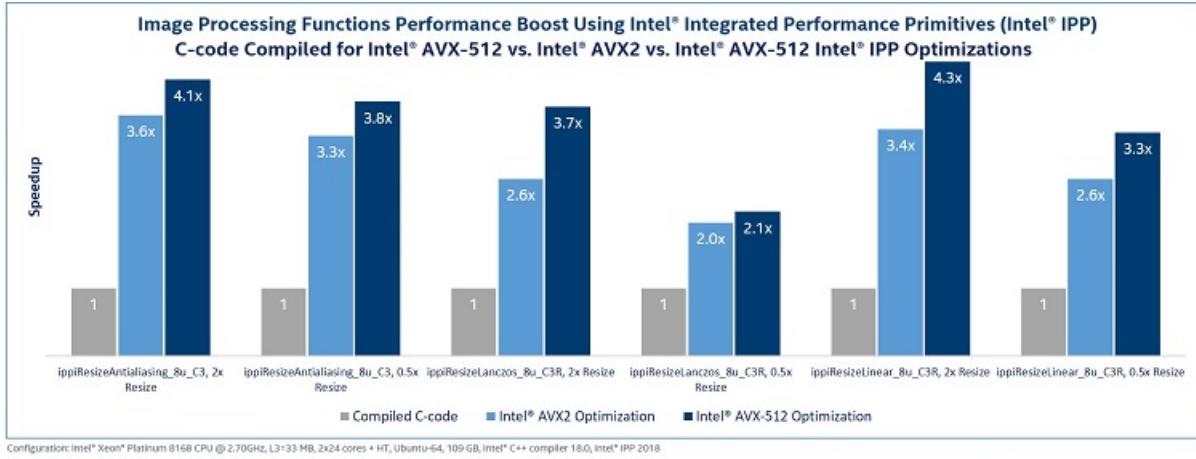 Image Processing Functions Performance Boost Using Intel® Integrated Performance Primitives (Intel® IPP)
C-code Compiled for Intel® AVX-512 vs. Intel® AVX2 vs. Intel® AVX-512 Intel® IPP Optimizations
Speedup
1
3.6x
4.1x
1
3.3x
3.8x
1
2.6x
3.7x
1
2.0x
2.1x
1
3.4x
4.3x
1
2.6x
3.3x
ippiResizeAntialiasing_8u_C3, 2x
Resize
ippiResizeAntialiasing_8u_C3, 0.5x
Resize
ippiResizeLanczos_8u_C3R, 2x Resize
ippiResizeLanczos_8u_C3R, 0.5x
Resize
ippiResizeLinear_8u_C3R, 2x Resize
ippiResizeLinear_8u_C3R, 0.5x Resize
Compiled C-code
Intel® AVX2 Optimization
Intel® AVX-512 Optimization
Configuration: Intel® Xeon® Platinum 8168 CPU @ 2.70GHz, L3=33 MB, 2x24 cores + HT, Ubuntu-64, 109 GB, Intel® C++ compiler 18.0, Intel® IPP 2018